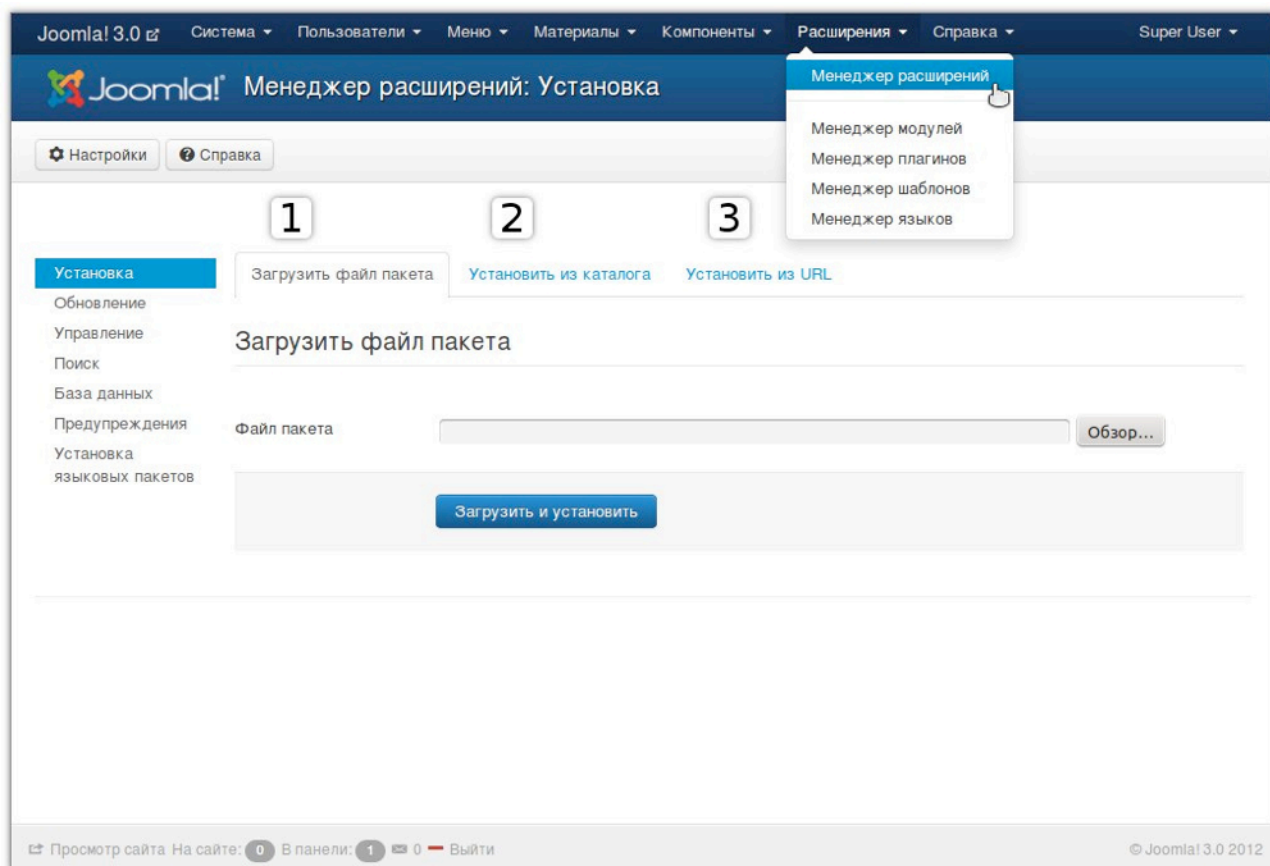 Joomla! 3.0 Система Пользователи Меню Материалы Компоненты Расширения Справка Super User
Joomla! Менеджер расширений: Установка
Менеджер расширений
Менеджер модулей
Менеджер плагинов
Менеджер шаблонов
Менеджер языков
Настройки Справка
1 2 3
Загрузить файл пакета Установить из каталога Установить из URL
Установка
Обновление
Управление
Поиск
База данных
Предупреждения
Установка
языковых пакетов
Загрузить файл пакета
Файл пакета Обзор...
Загрузить и установить
Просмотр сайта На сайте: 0 В панели: 1 0 Выйти © Joomla! 3.0 2012